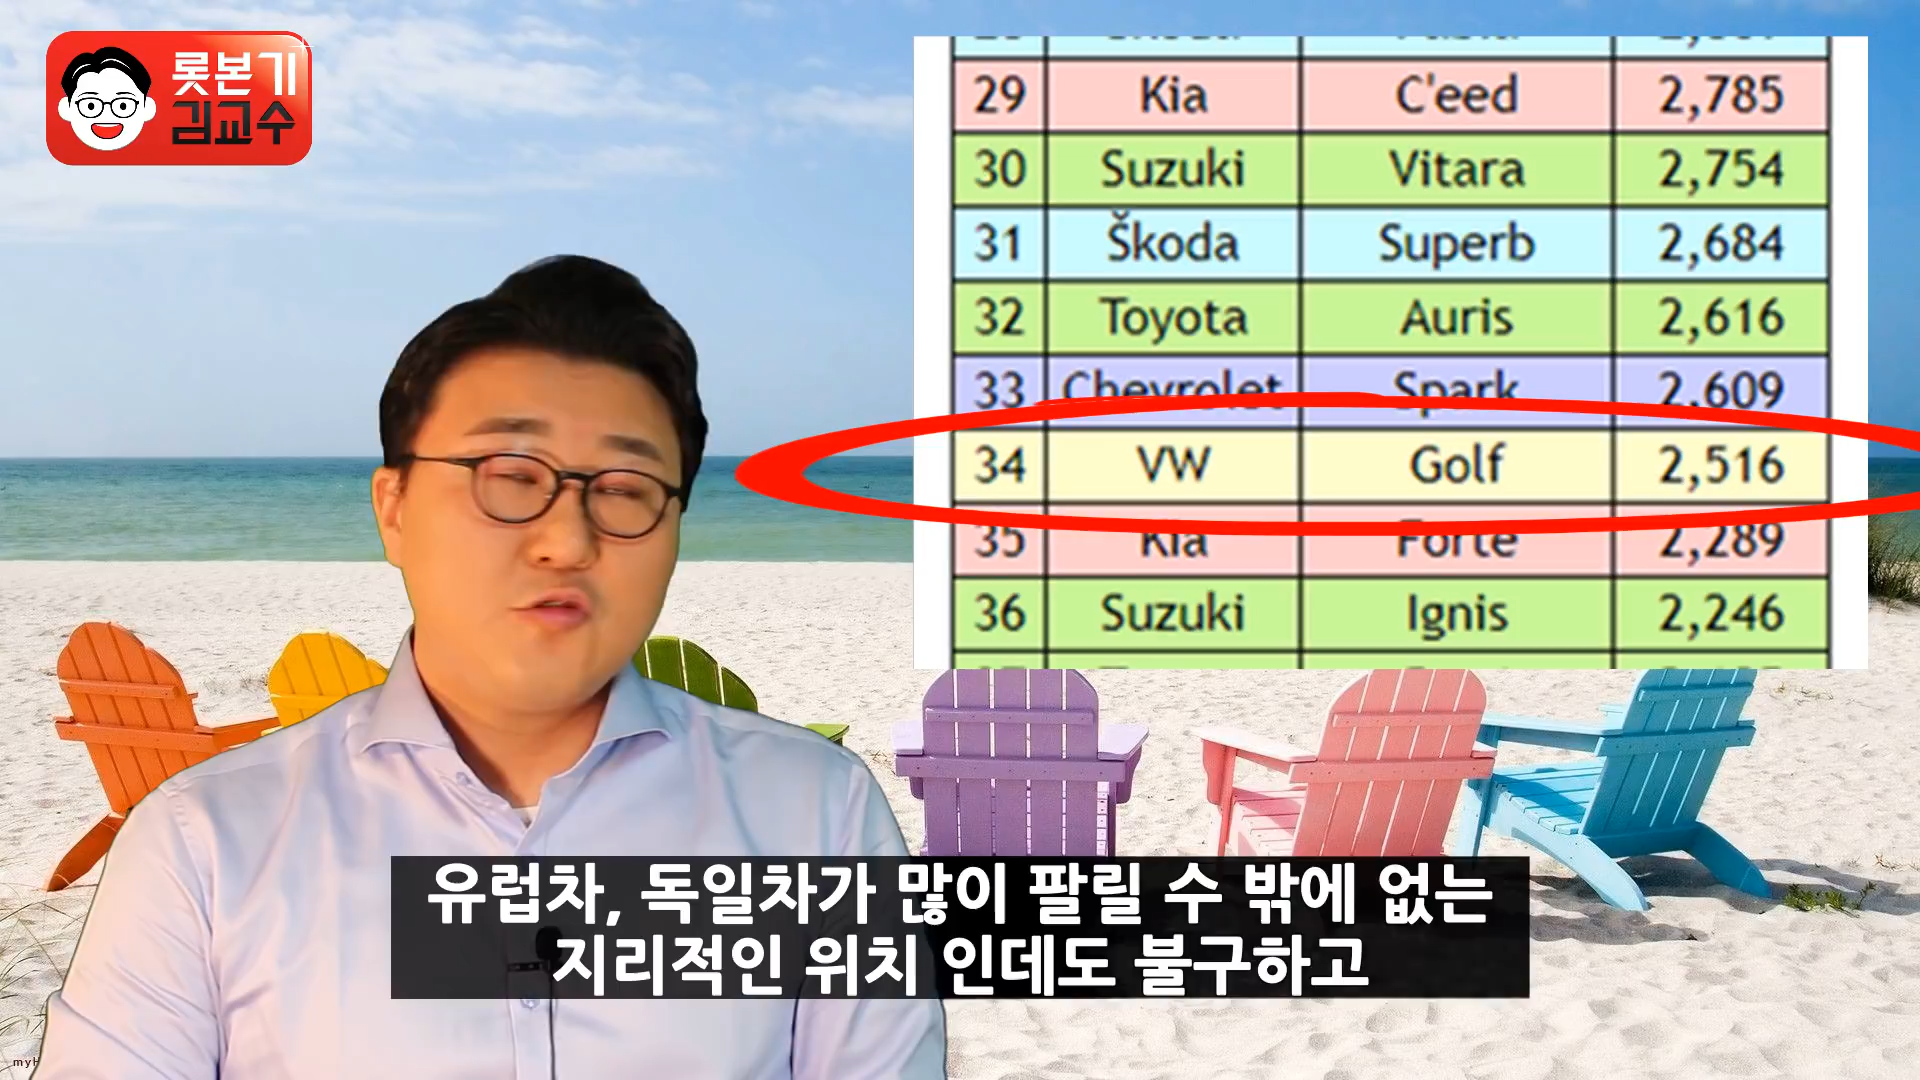 롯본기
김교수
29 Kia C'eed 2,785
30 Suzuki Vitara 2,754
31 Škoda Superb 2,684
32 Toyota Auris 2,616
33 Chevrolet Spark 2,609
34 VW Golf 2,516
35 Kia Forte 2,289
36 Suzuki Ignis 2,246
유럽차, 독일차가 많이 팔릴 수 밖에 없는
지리적인 위치 인데도 불구하고